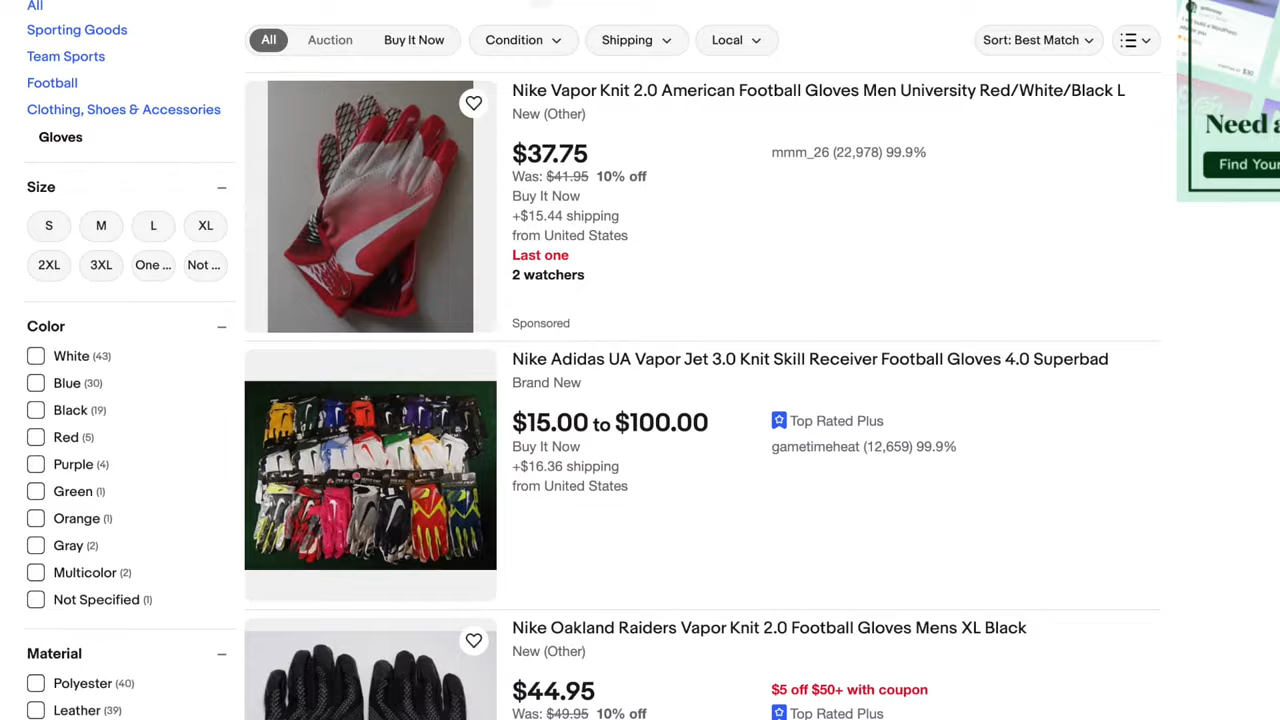 All
Sporting Goods
Team Sports
Football
Clothing, Shoes & Accessories
Gloves
Size
S
M
L
XL
2XL
3XL
One ...
Not ...
Color
White (43)
Blue (30)
Black (19)
Red (5)
Purple (4)
Green (1)
Orange (1)
Gray (2)
Multicolor (2)
Not Specified (1)
Material
Polyester (40)
Leather (39)
All
Auction
Buy It Now
Condition
Shipping
Local
Sort: Best Match
Nike Vapor Knit 2.0 American Football Gloves Men University Red/White/Black L
New (Other)
$37.75
Was: $41.95 10% off
Buy It Now
+$15.44 shipping
from United States
Last one
2 watchers
Sponsored
mmm_26 (22,978) 99.9%
Nike Adidas UA Vapor Jet 3.0 Knit Skill Receiver Football Gloves 4.0 Superbad
Brand New
$15.00 to $100.00
Buy It Now
+$16.36 shipping
from United States
Top Rated Plus
gametimeheat (12,659) 99.9%
Nike Oakland Raiders Vapor Knit 2.0 Football Gloves Mens XL Black
New (Other)
$44.95
Was: $49.95 10% off
$5 off $50+ with coupon
Top Rated Plus
Need a
Find Your